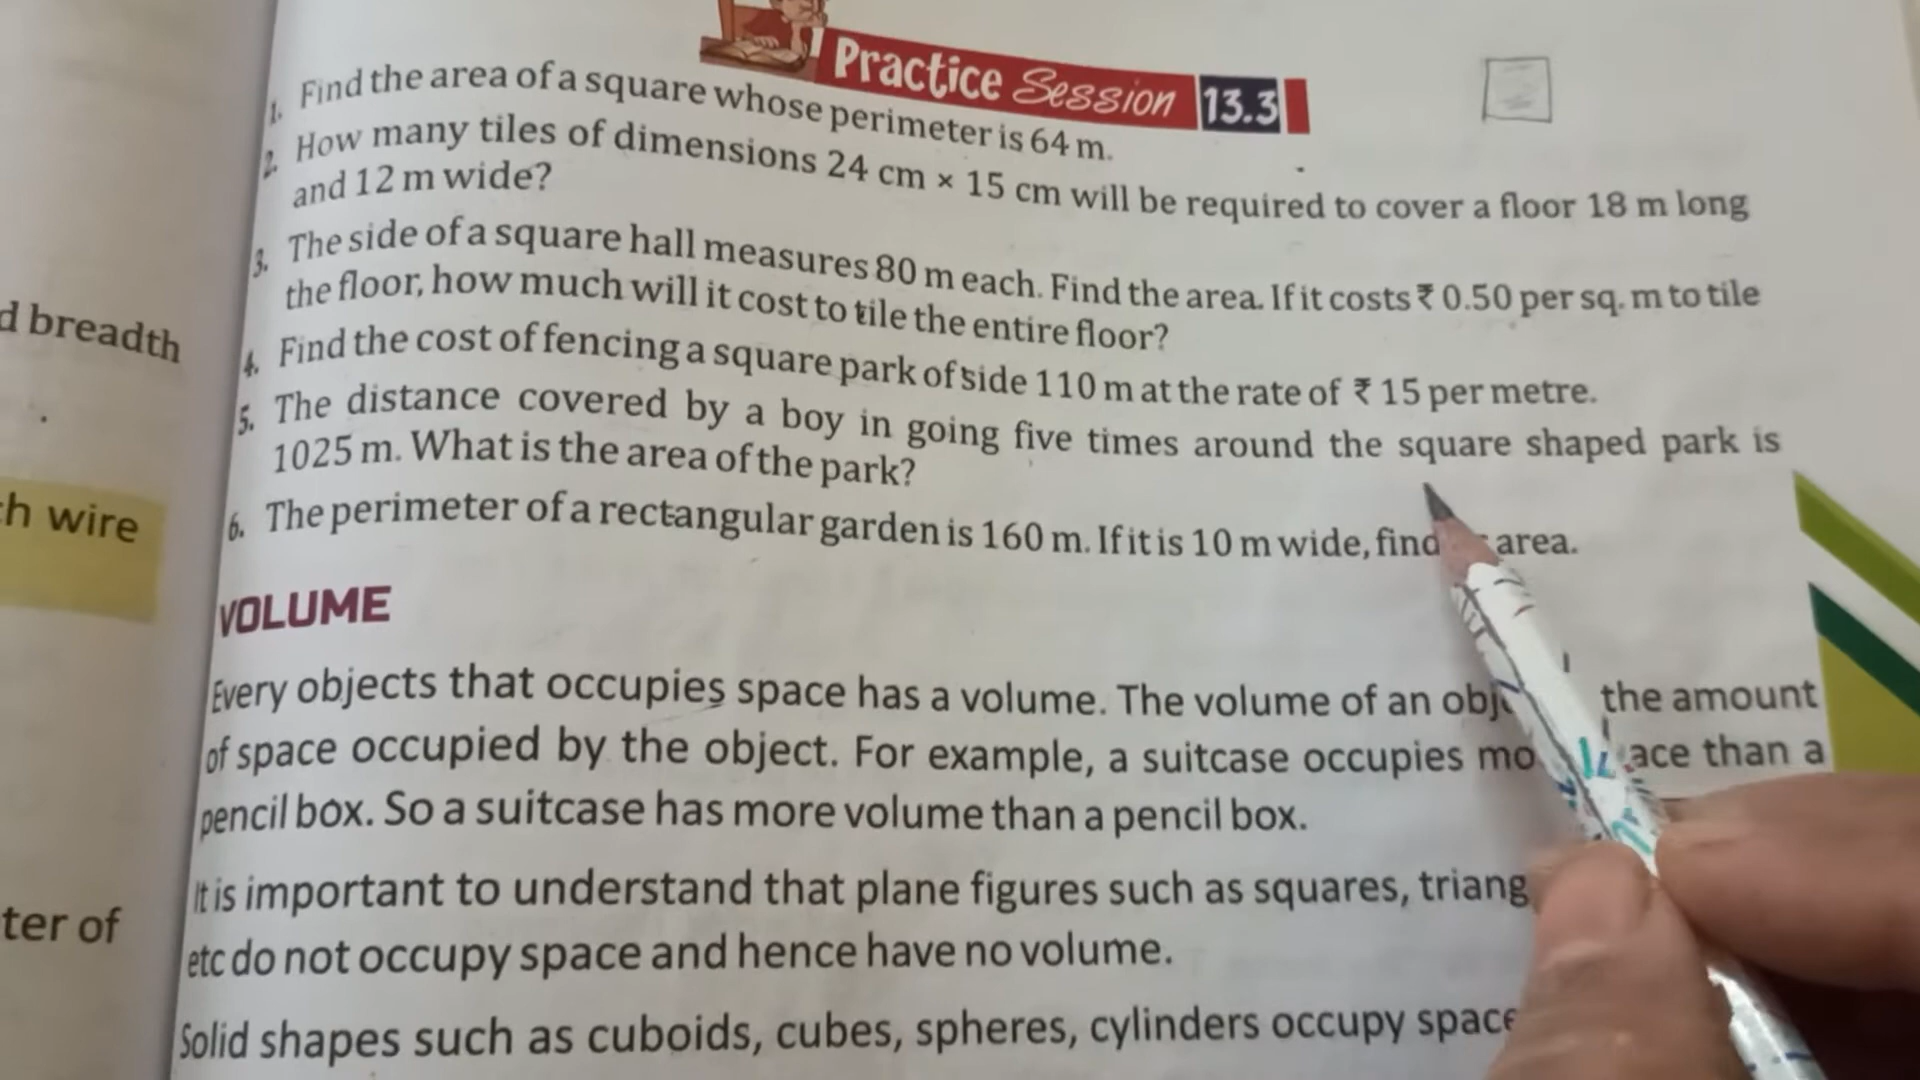 Practice Session 13.3
1. Find the area of a square whose perimeter is 64 m.
2. How many tiles of dimensions 24 cm × 15 cm will be required to cover a floor 18 m long
and 12 m wide?
3. The side of a square hall measures 80 m each. Find the area. If it costs ₹ 0.50 per sq. m to tile
the floor, how much will it cost to tile the entire floor?
4. Find the cost of fencing a square park of side 110 m at the rate of ₹ 15 per metre.
5. The distance covered by a boy in going five times around the square shaped park is
1025 m. What is the area of the park?
6. The perimeter of a rectangular garden is 160 m. If it is 10 m wide, find area.
VOLUME
Every objects that occupies space has a volume. The volume of an the amount
of space occupied by the object. For example, a suitcase occupies than a
pencil box. So a suitcase has more volume than a pencil box.
It is important to understand that plane figures such as squares,
etc do not occupy space and hence have no volume.
Solid shapes such as cuboids, cubes, spheres, cylinders occupy space
d breadth
wire
ter of